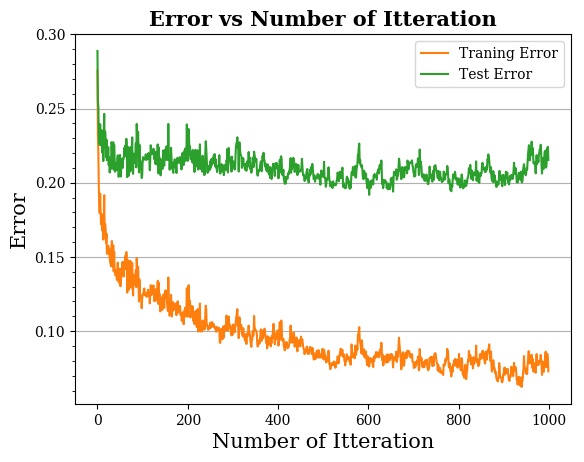 Error vs Number of Itteration
Traning Error
Test Error
Error
0.30
0.25
0.20
0.15
0.10
0
200
400
600
800
1000
Number of Itteration